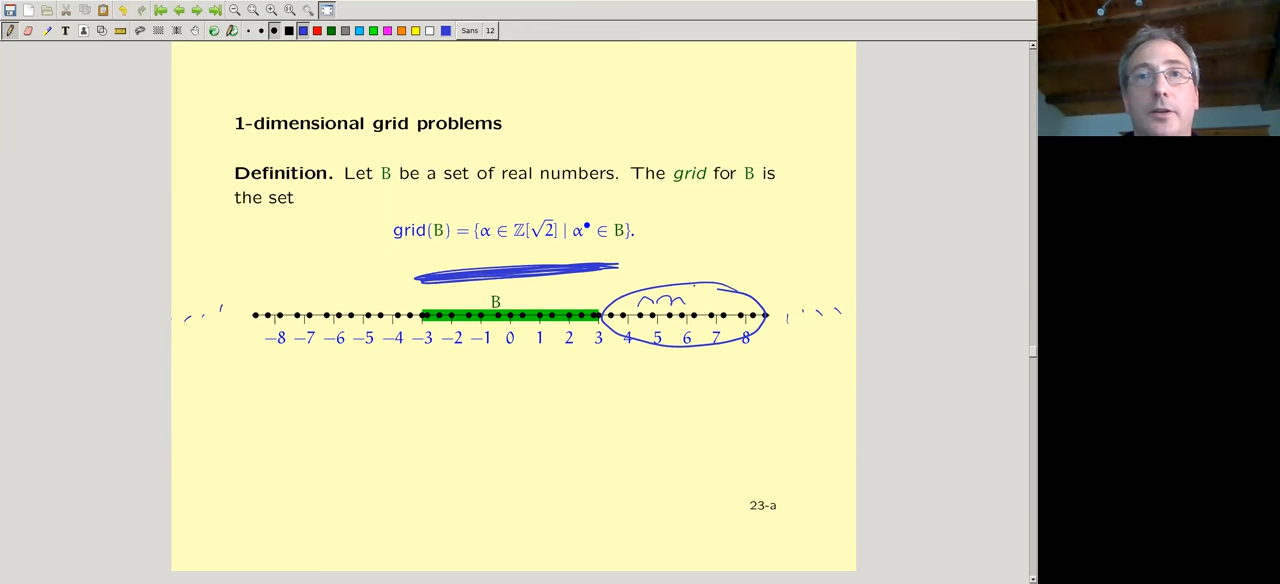 Sans 12
1-dimensional grid problems
Definition. Let B be a set of real numbers. The grid for B is
the set
grid(B) = {α ∈ ℤ[√2] | α• ∈ B}.
B
−8 −7 −6 −5 −4 −3 −2 −1 0 1 2 3 4 5 6 7 8
23-a